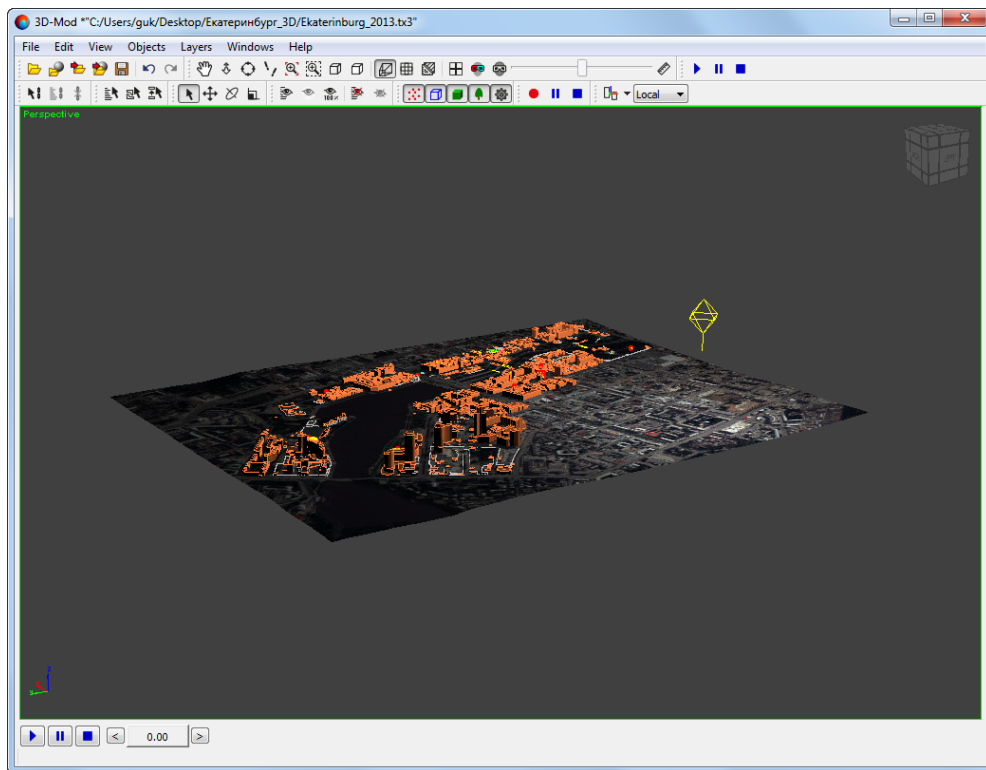 3D-Mod *"C:/Users/guk/Desktop/Екатеринбург_3D/Ekaterinburg_2013.tx3"
File Edit View Objects Layers Windows Help
100%
Local
Perspective
z
y
< 0.00 >